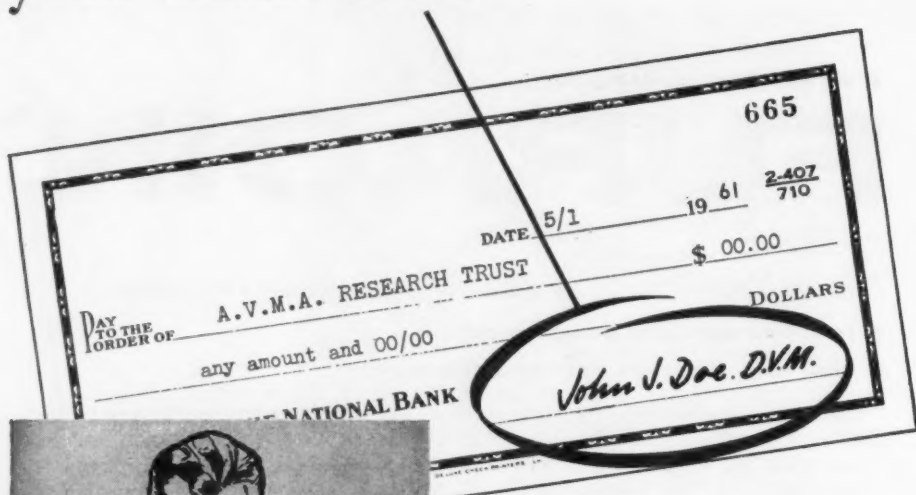 665
DATE 5/1 19 61 2-407/710
PAY TO THE ORDER OF A.V.M.A. RESEARCH TRUST $ 00.00
any amount and 00/00 DOLLARS
NATIONAL BANK John J. Doe. D.V.M.